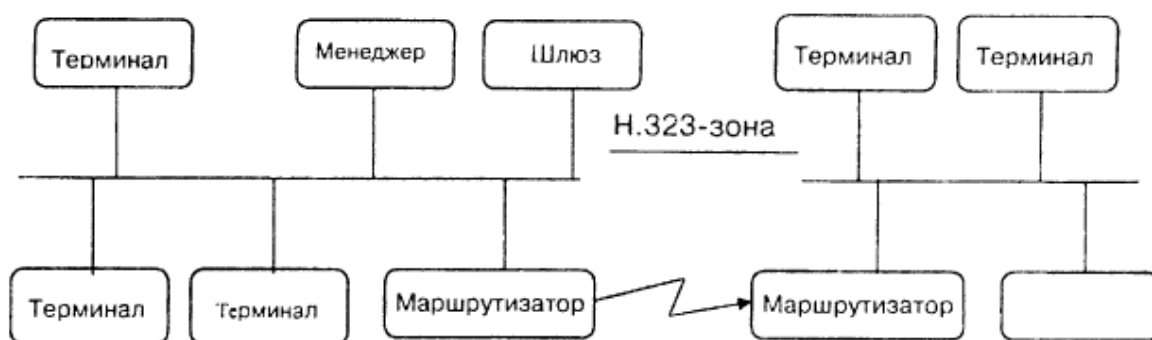 Терминал
Менеджер
Шлюз
Терминал
Терминал
Н.323-зона
Терминал
Терминал
Маршрутизатор
Маршрутизатор